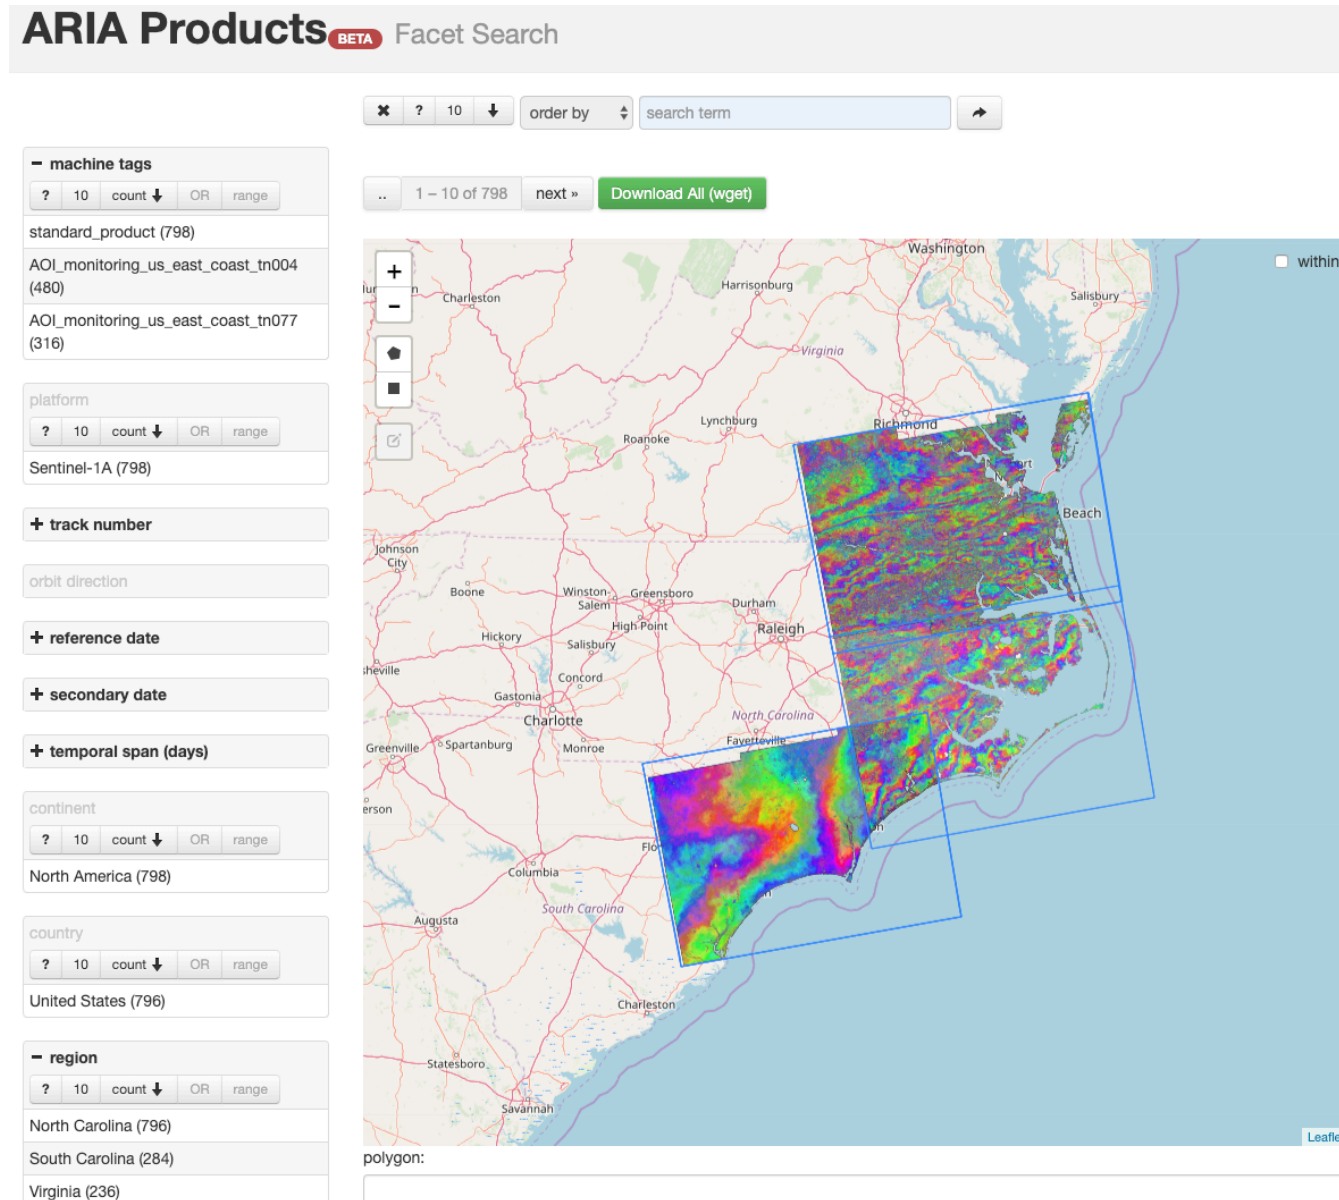 ARIA Products BETA Facet Search
? 10 order by search term
machine tags
? 10 count OR range
standard_product (798)
AOI_monitoring_us_east_coast_tn004
(480)
AOI_monitoring_us_east_coast_tn077
(316)
platform
? 10 count OR range
Sentinel-1A (798)
+ track number
orbit direction
+ reference date
+ secondary date
+ temporal span (days)
continent
? 10 count OR range
North America (798)
country
? 10 count OR range
United States (796)
region
? 10 count OR range
North Carolina (796)
South Carolina (284)
Virginia (236)
.. 1 – 10 of 798 next » Download All (wget)
+
−
within
Washington
Harrisonburg
Charleston
Salisbury
Virginia
Lynchburg
Richmond
Roanoke
Beach
Johnson
City
Boone
Winston-
Salem
Greensboro
Durham
High Point
Raleigh
Hickory
Salisbury
Concord
Gastonia
Charlotte
North Carolina
Fayetteville
Greenville
Spartanburg
Monroe
Columbia
South Carolina
Augusta
Charleston
Statesboro
Savannah
polygon: